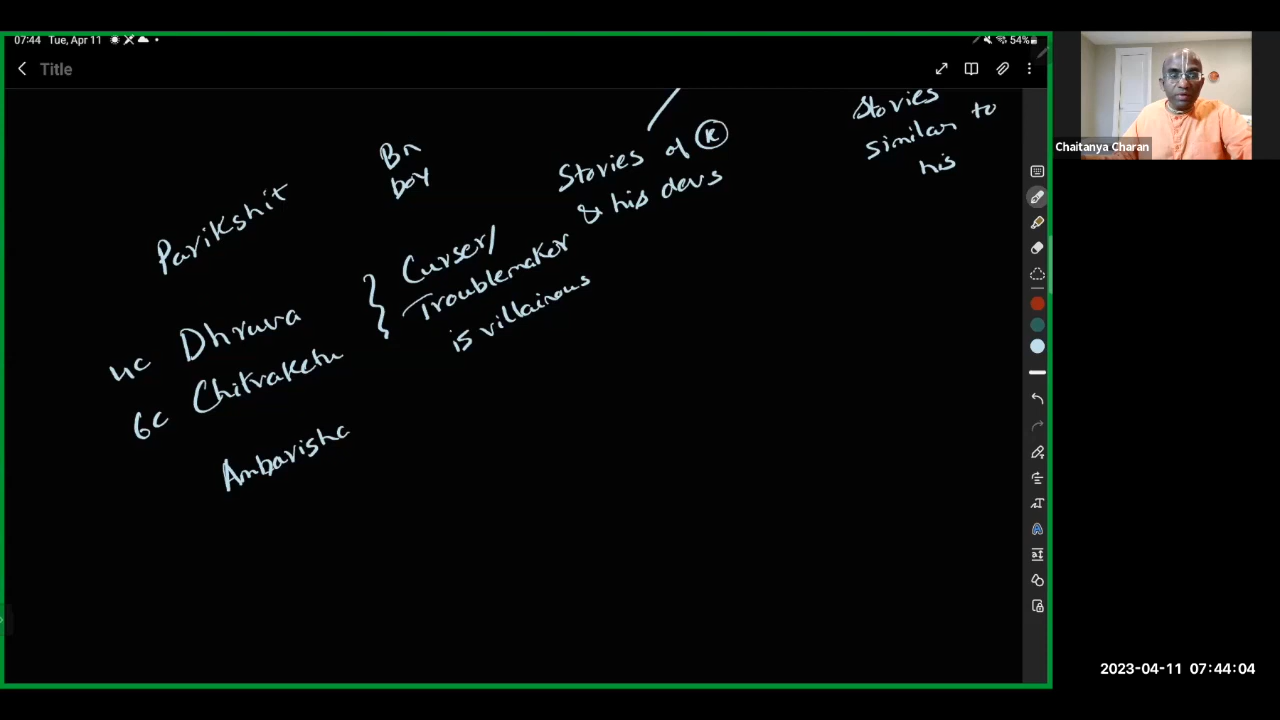 07:44 Tue, Apr 11
54%
Title
Stories
similar to
his
Bn
boy
Stories of K
& his devs
Parikshit
Curser/
Troublemaker
is villainous
4c Dhruva
6c Chitraketu
Ambarisha
Chaitanya Charan
2023-04-11 07:44:04